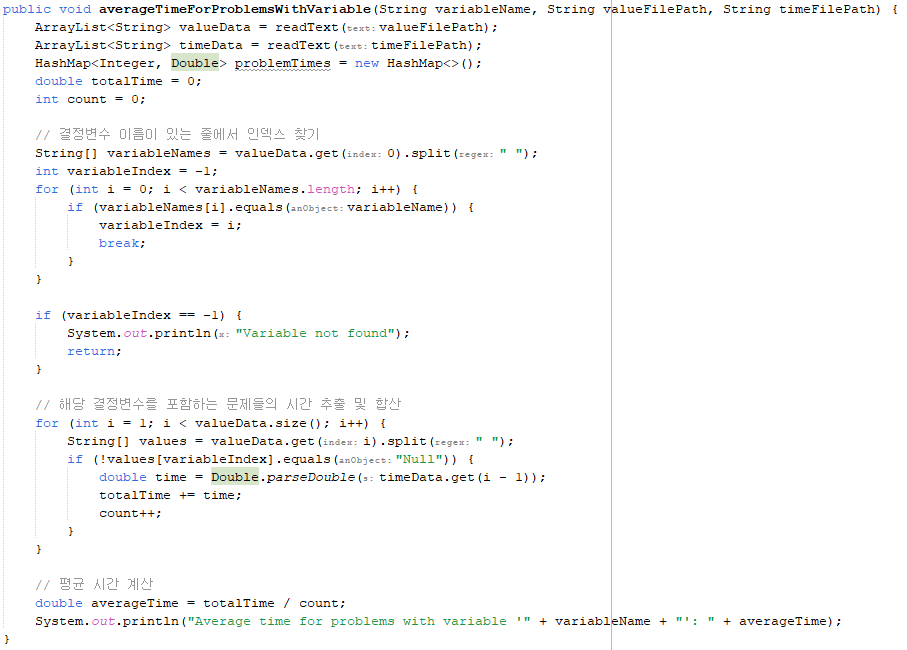 public void averageTimeForProblemsWithVariable(String variableName, String valueFilePath, String timeFilePath) {
ArrayList<String> valueData = readText(text: valueFilePath);
ArrayList<String> timeData = readText(text: timeFilePath);
HashMap<Integer, Double> problemTimes = new HashMap<>();
double totalTime = 0;
int count = 0;
// 결정변수 이름이 있는 줄에서 인덱스 찾기
String[] variableNames = valueData.get(index: 0).split(regex: " ");
int variableIndex = -1;
for (int i = 0; i < variableNames.length; i++) {
if (variableNames[i].equals(anObject: variableName)) {
variableIndex = i;
break;
}
}
if (variableIndex == -1) {
System.out.println(x: "Variable not found");
return;
}
// 해당 결정변수를 포함하는 문제들의 시간 추출 및 합산
for (int i = 1; i < valueData.size(); i++) {
String[] values = valueData.get(index: i).split(regex: " ");
if (!values[variableIndex].equals(anObject: "Null")) {
double time = Double.parseDouble(s: timeData.get(i - 1));
totalTime += time;
count++;
}
}
// 평균 시간 계산
double averageTime = totalTime / count;
System.out.println("Average time for problems with variable '" + variableName + "': " + averageTime);
}